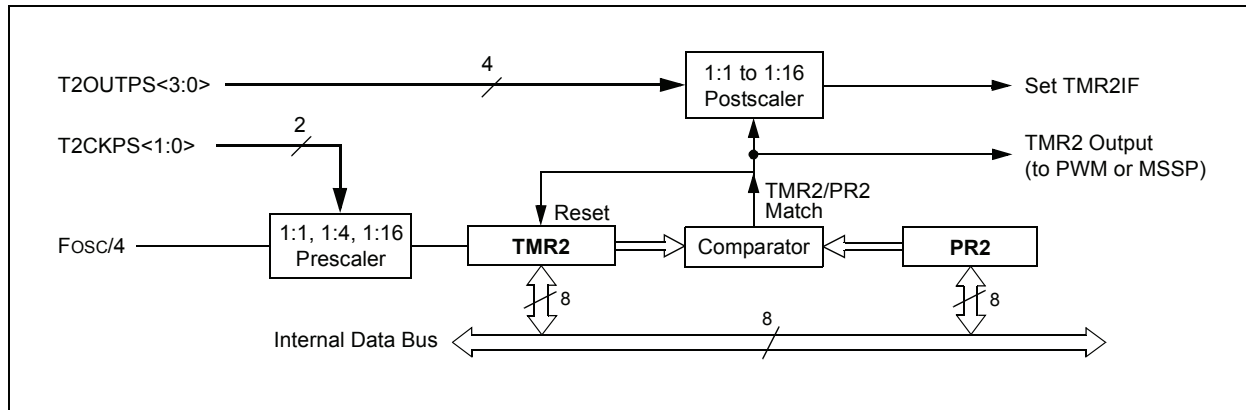 T2OUTPS<3:0>
4
1:1 to 1:16
Postscaler
Set TMR2IF
T2CKPS<1:0>
2
TMR2 Output
(to PWM or MSSP)
TMR2/PR2
Match
Reset
FOSC/4
1:1, 1:4, 1:16
Prescaler
TMR2
Comparator
PR2
8
8
Internal Data Bus
8